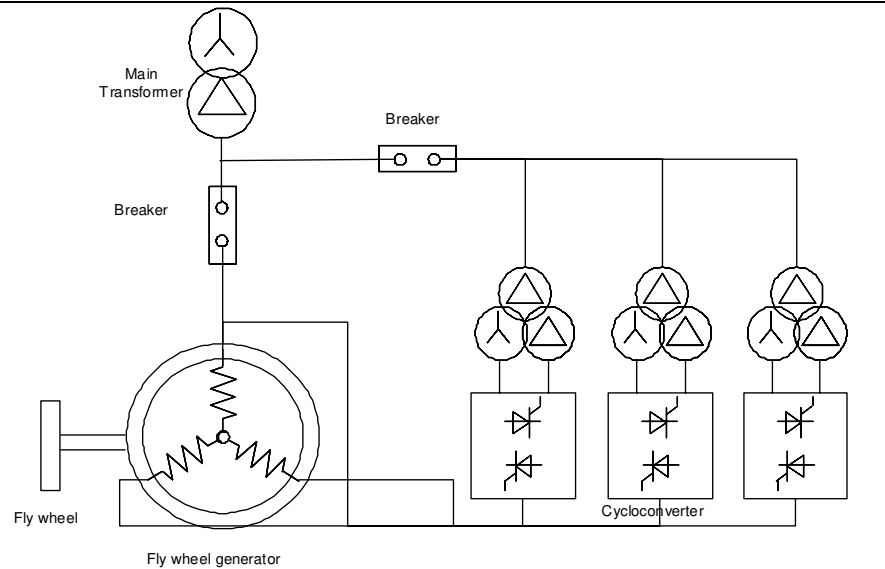 Main
Transformer
Breaker
Breaker
Cycloconverter
Fly wheel
Fly wheel generator